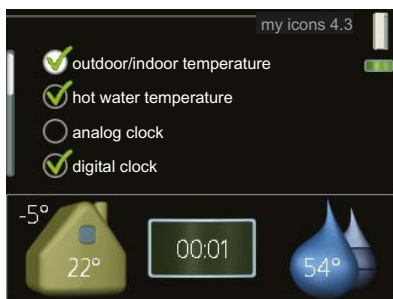 my icons 4.3
outdoor/indoor temperature
hot water temperature
analog clock
digital clock
-5°
22°
00:01
54°